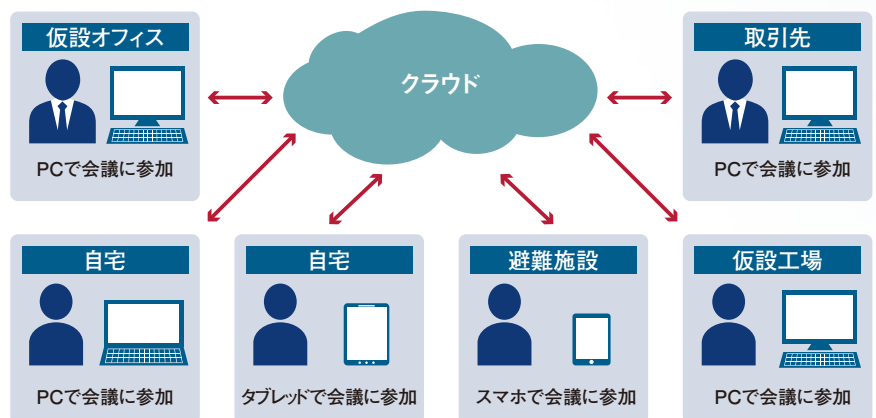 仮設オフィス
クラウド
取引先
PCで会議に参加
PCで会議に参加
自宅
自宅
避難施設
仮設工場
PCで会議に参加
タブレッドで会議に参加
スマホで会議に参加
PCで会議に参加